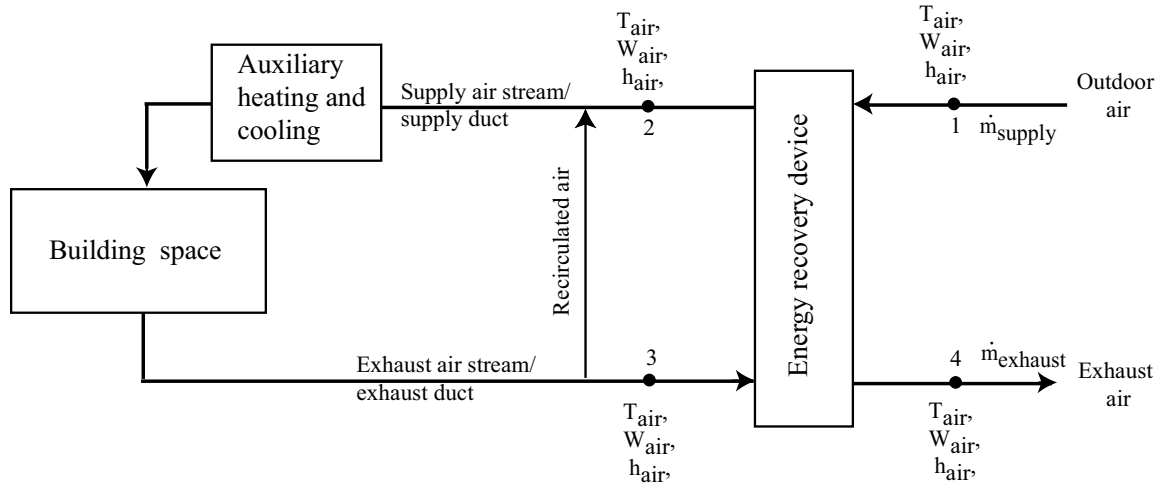 T_air,
W_air,
h_air,
T_air,
W_air,
h_air,
Auxiliary
heating and
cooling
Supply air stream/
supply duct
2
1
ṁ_supply
Outdoor
air
Building space
Recirulated air
Energy recovery device
Exhaust air stream/
exhaust duct
3
4
ṁ_exhaust
Exhaust
air
T_air,
W_air,
h_air,
T_air,
W_air,
h_air,